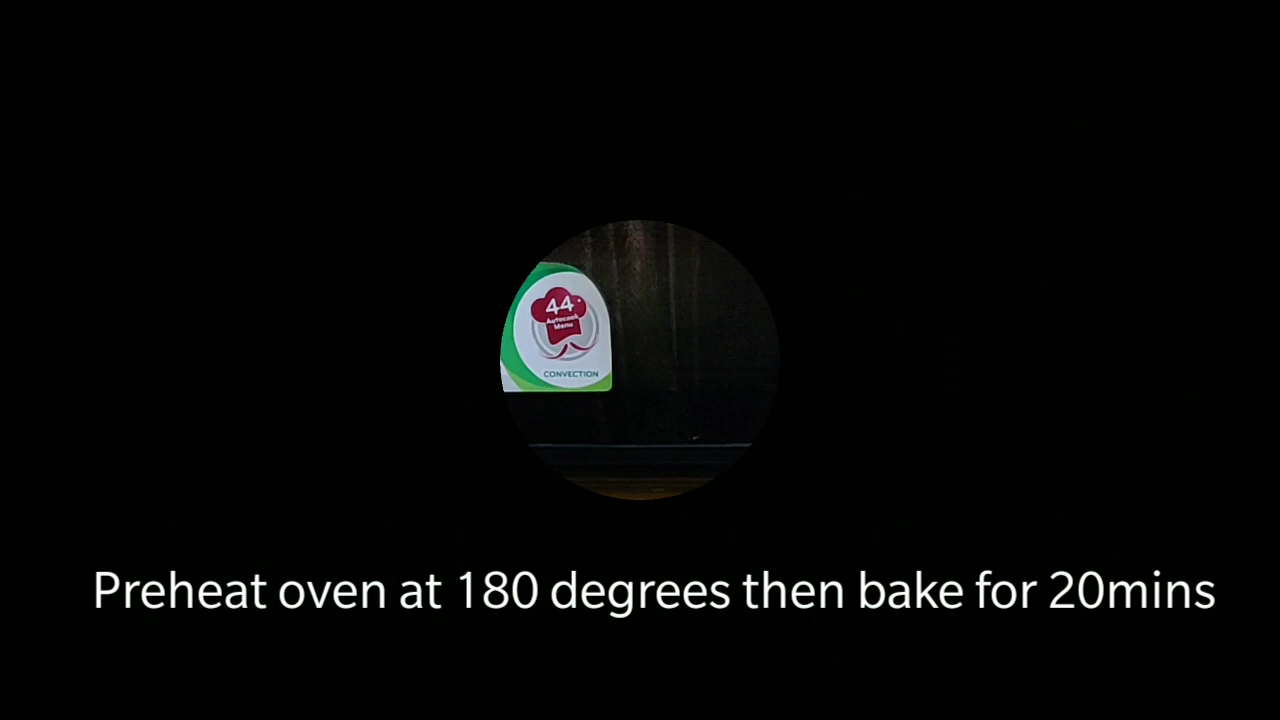 44
Autocook
Menu
CONVECTION
Preheat oven at 180 degrees then bake for 20mins